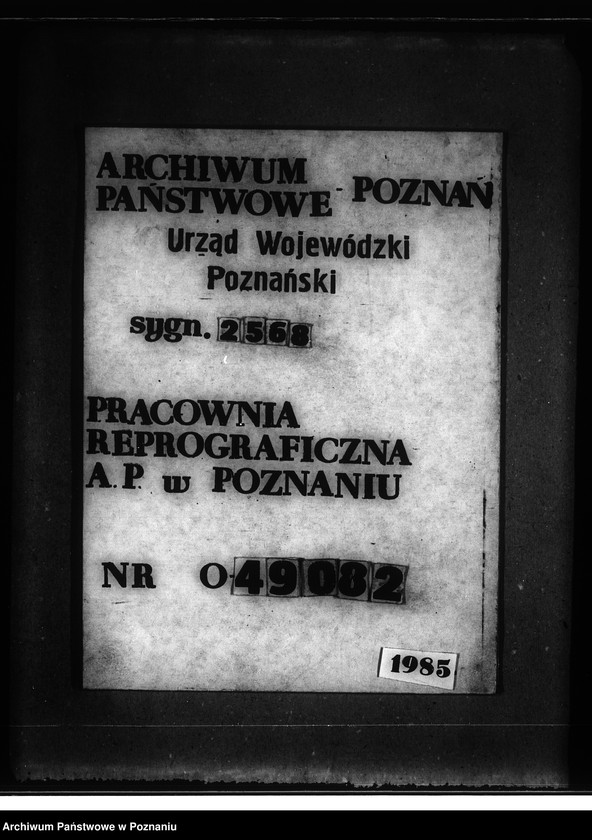 ARCHIWUM
PAŃSTWOWE - POZNAŃ
Urząd Wojewódzki
Poznański
sygn. 2568
PRACOWNIA
REPROGRAFICZNA
A. P. w POZNANIU
NR O-49082
1985
Archiwum Państwowe w Poznaniu